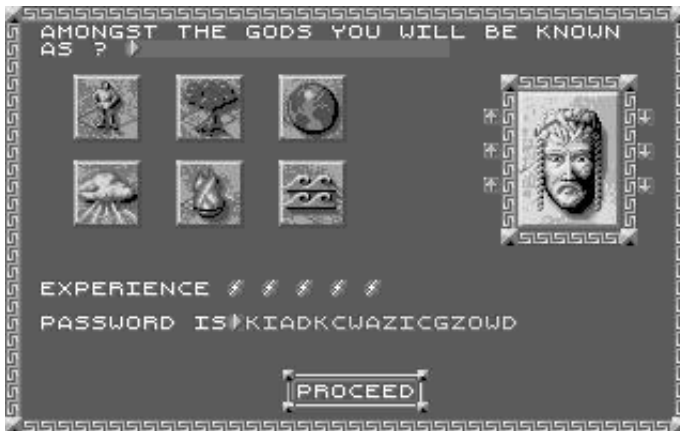 AMONGST THE GODS YOU WILL BE KNOWN
AS ?
EXPERIENCE
PASSWORD IS KIADKCWAZICGZOWD
PROCEED